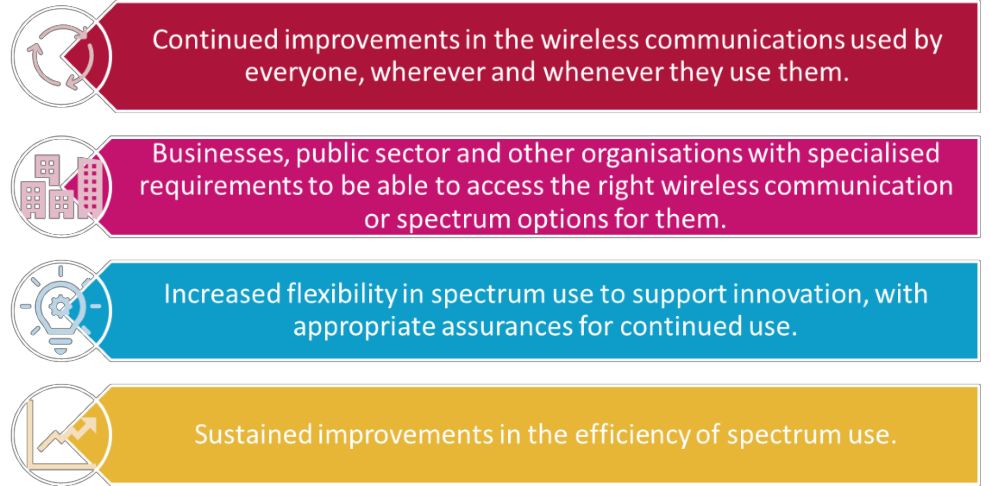 Continued improvements in the wireless communications used by
everyone, wherever and whenever they use them.
Businesses, public sector and other organisations with specialised
requirements to be able to access the right wireless communication
or spectrum options for them.
Increased flexibility in spectrum use to support innovation, with
appropriate assurances for continued use.
Sustained improvements in the efficiency of spectrum use.